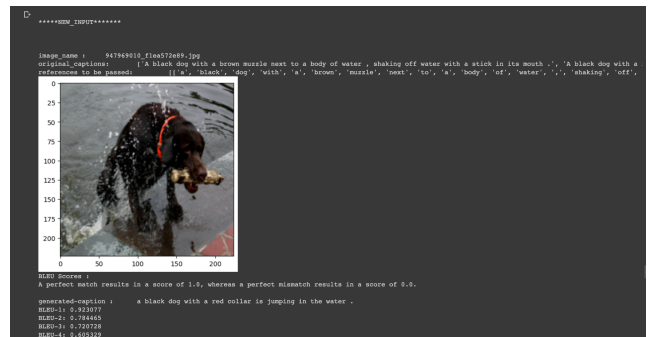 *****NEW_INPUT*******
image_name : 947969010_f1ea572e89.jpg
original_captions: ['A black dog with a brown muzzle next to a body of water , shaking off water with a stick in its mouth .', 'A black dog with a
references to be passed: [['a', 'black', 'dog', 'with', 'a', 'brown', 'muzzle', 'next', 'to', 'a', 'body', 'of', 'water', ',', 'shaking', 'off',
0
25
50
75
100
125
150
175
200
0 50 100 150 200
BLEU Scores :
A perfect match results in a score of 1.0, whereas a perfect mismatch results in a score of 0.0.
generated-caption : a black dog with a red collar is jumping in the water .
BLEU-1: 0.923077
BLEU-2: 0.784465
BLEU-3: 0.720728
BLEU-4: 0.605329